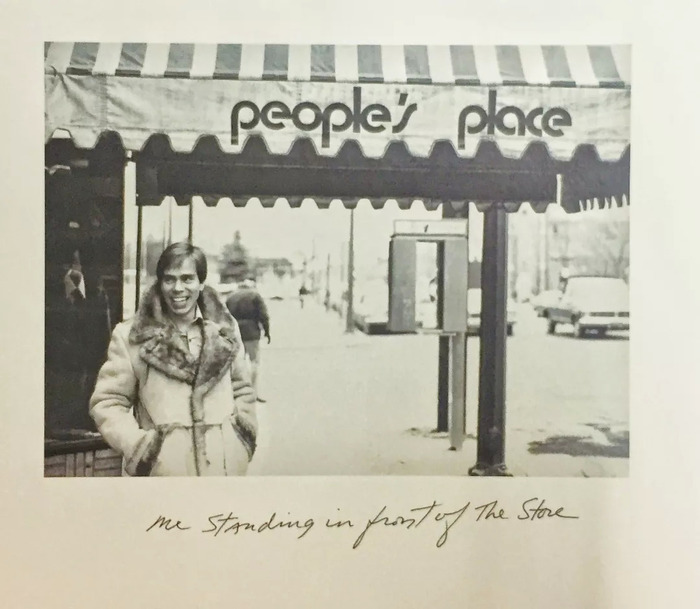 people's place
me Standing in front of The Store